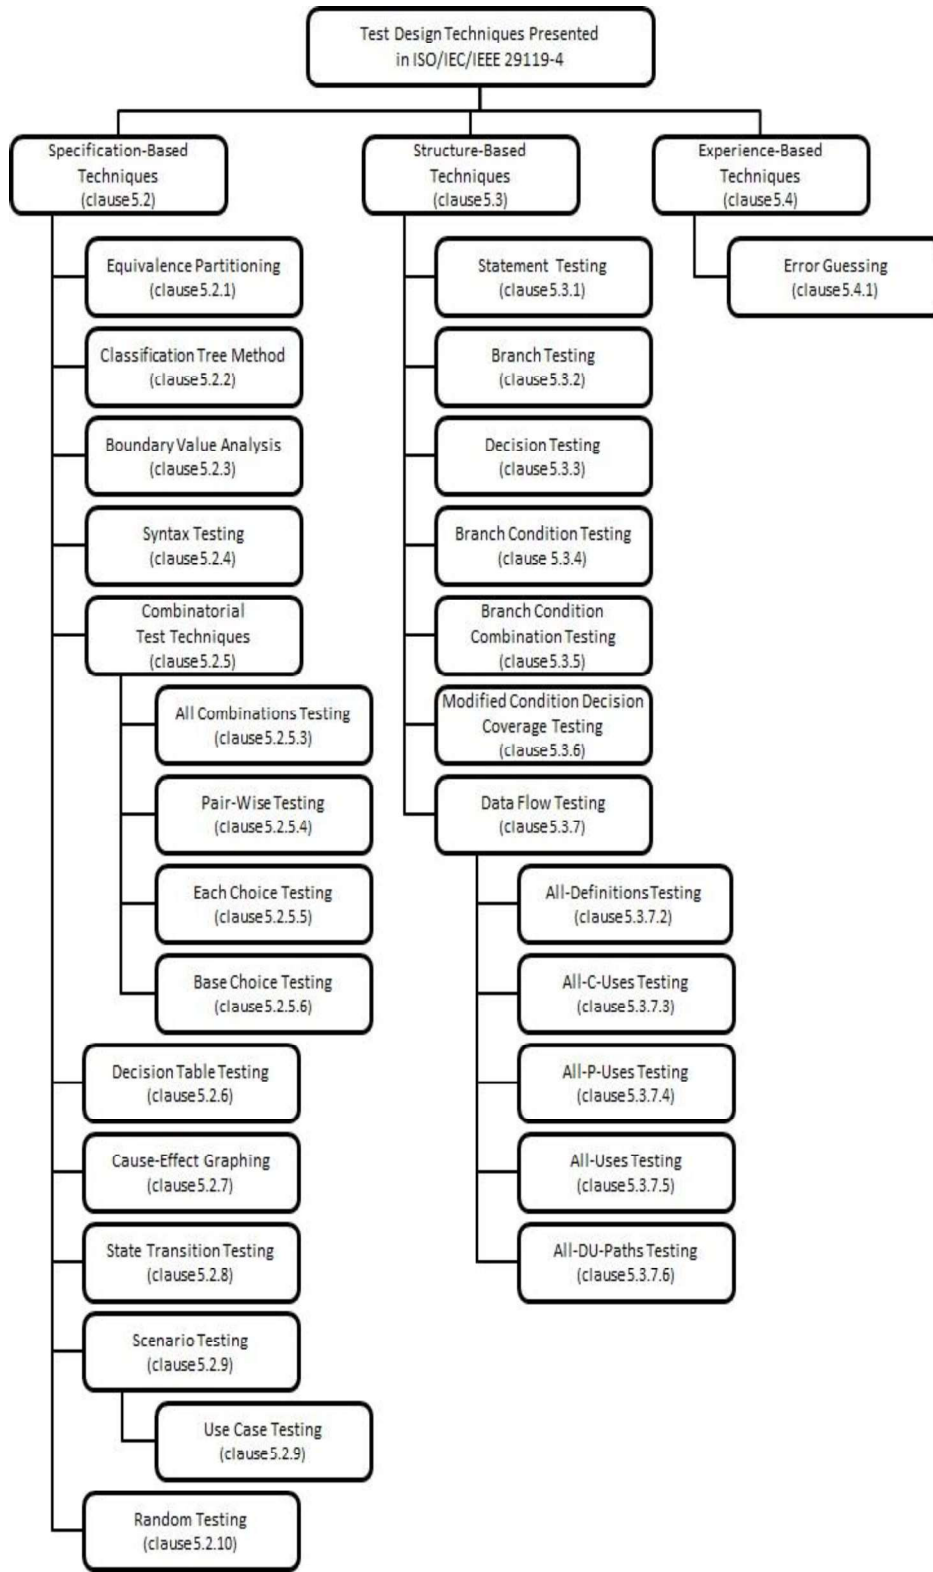 Test Design Techniques Presented
in ISO/IEC/IEEE 29119-4
Specification-Based
Techniques
(clause 5.2)
Equivalence Partitioning
(clause 5.2.1)
Classification Tree Method
(clause 5.2.2)
Boundary Value Analysis
(clause 5.2.3)
Syntax Testing
(clause 5.2.4)
Combinatorial
Test Techniques
(clause 5.2.5)
All Combinations Testing
(clause 5.2.5.3)
Pair-Wise Testing
(clause 5.2.5.4)
Each Choice Testing
(clause 5.2.5.5)
Base Choice Testing
(clause 5.2.5.6)
Decision Table Testing
(clause 5.2.6)
Cause-Effect Graphing
(clause 5.2.7)
State Transition Testing
(clause 5.2.8)
Scenario Testing
(clause 5.2.9)
Use Case Testing
(clause 5.2.9)
Random Testing
(clause 5.2.10)
Structure-Based
Techniques
(clause 5.3)
Statement Testing
(clause 5.3.1)
Branch Testing
(clause 5.3.2)
Decision Testing
(clause 5.3.3)
Branch Condition Testing
(clause 5.3.4)
Branch Condition
Combination Testing
(clause 5.3.5)
Modified Condition Decision
Coverage Testing
(clause 5.3.6)
Data Flow Testing
(clause 5.3.7)
All-Definitions Testing
(clause 5.3.7.2)
All-C-Uses Testing
(clause 5.3.7.3)
All-P-Uses Testing
(clause 5.3.7.4)
All-Uses Testing
(clause 5.3.7.5)
All-DU-Paths Testing
(clause 5.3.7.6)
Experience-Based
Techniques
(clause 5.4)
Error Guessing
(clause 5.4.1)